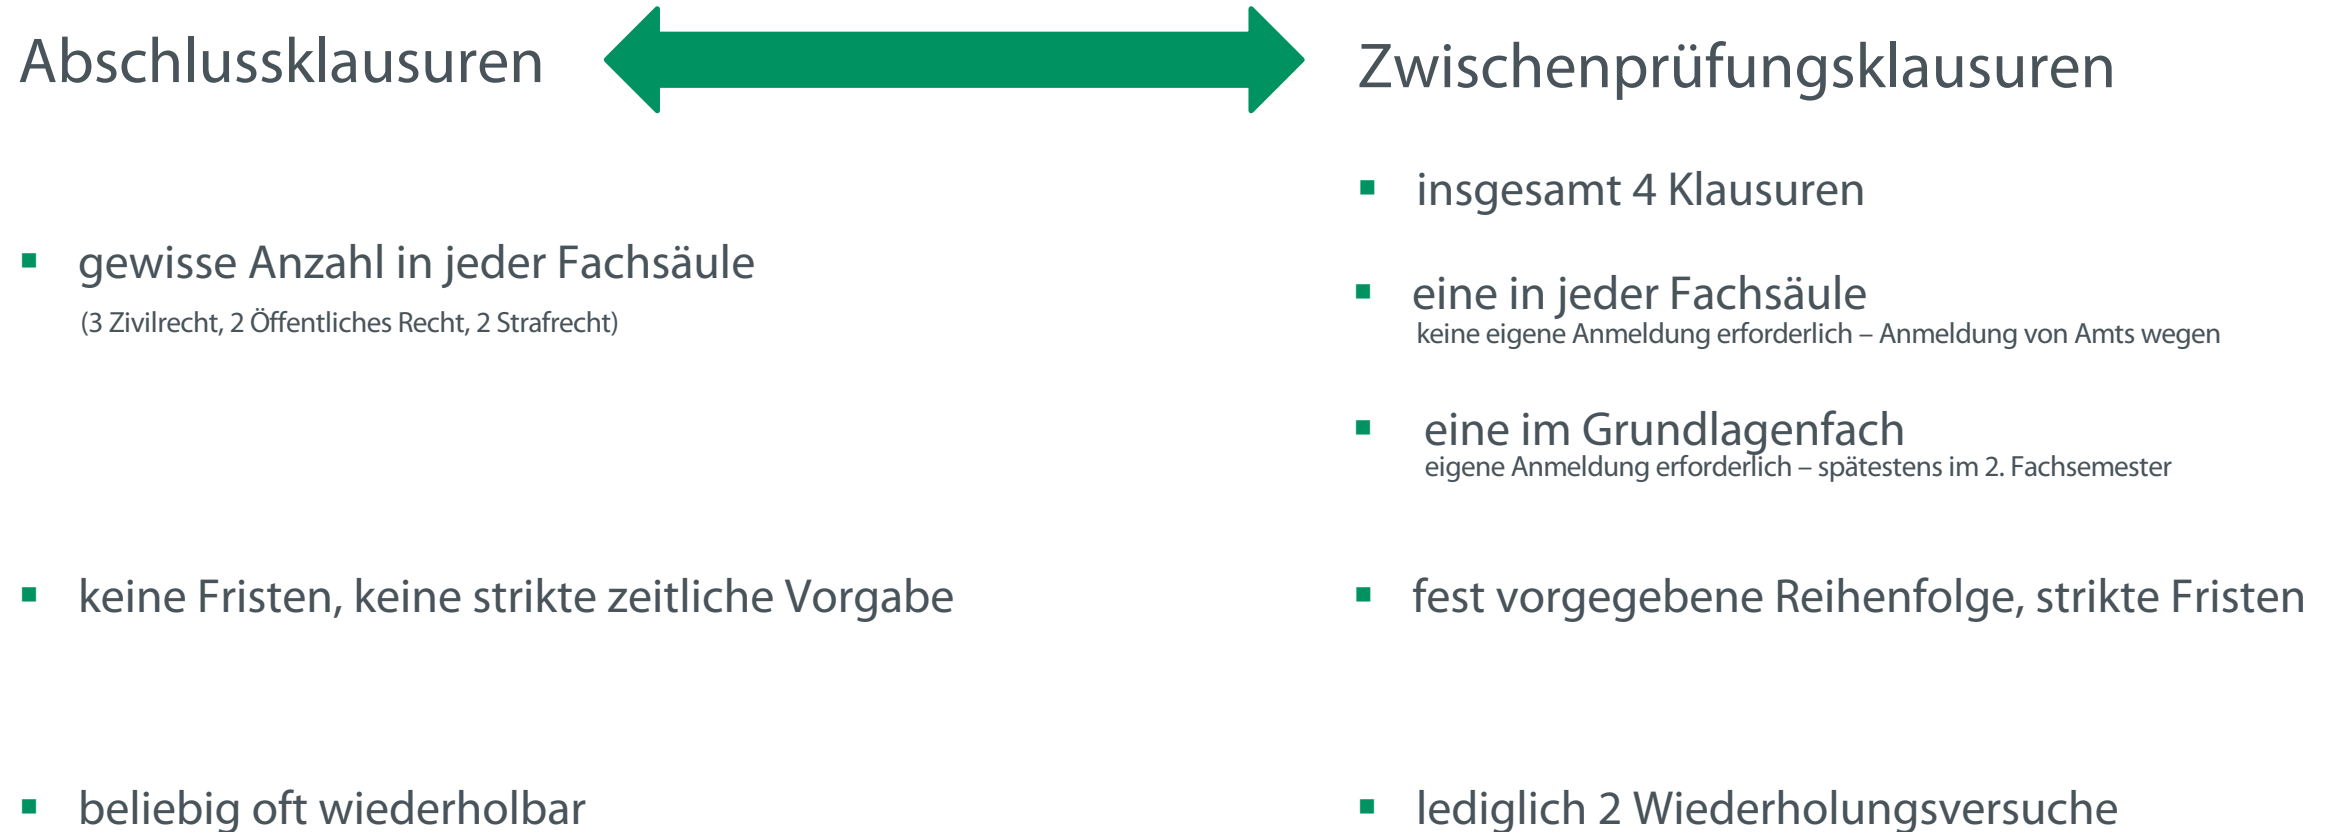 Abschlussklausuren
gewisse Anzahl in jeder Fachsäule
(3 Zivilrecht, 2 Öffentliches Recht, 2 Strafrecht)
keine Fristen, keine strikte zeitliche Vorgabe
beliebig oft wiederholbar
Zwischenprüfungsklausuren
insgesamt 4 Klausuren
eine in jeder Fachsäule
keine eigene Anmeldung erforderlich – Anmeldung von Amts wegen
eine im Grundlagenfach
eigene Anmeldung erforderlich – spätestens im 2. Fachsemester
fest vorgegebene Reihenfolge, strikte Fristen
lediglich 2 Wiederholungsversuche